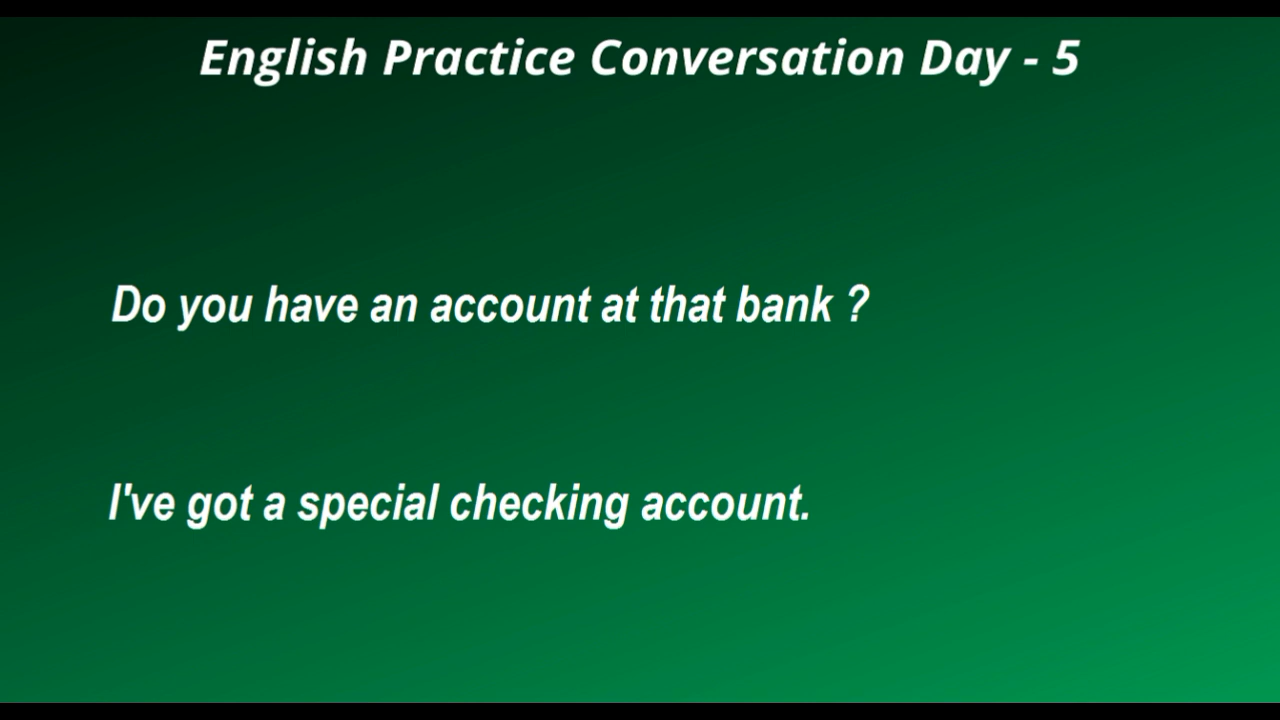 English Practice Conversation Day - 5
Do you have an account at that bank ?
I've got a special checking account.